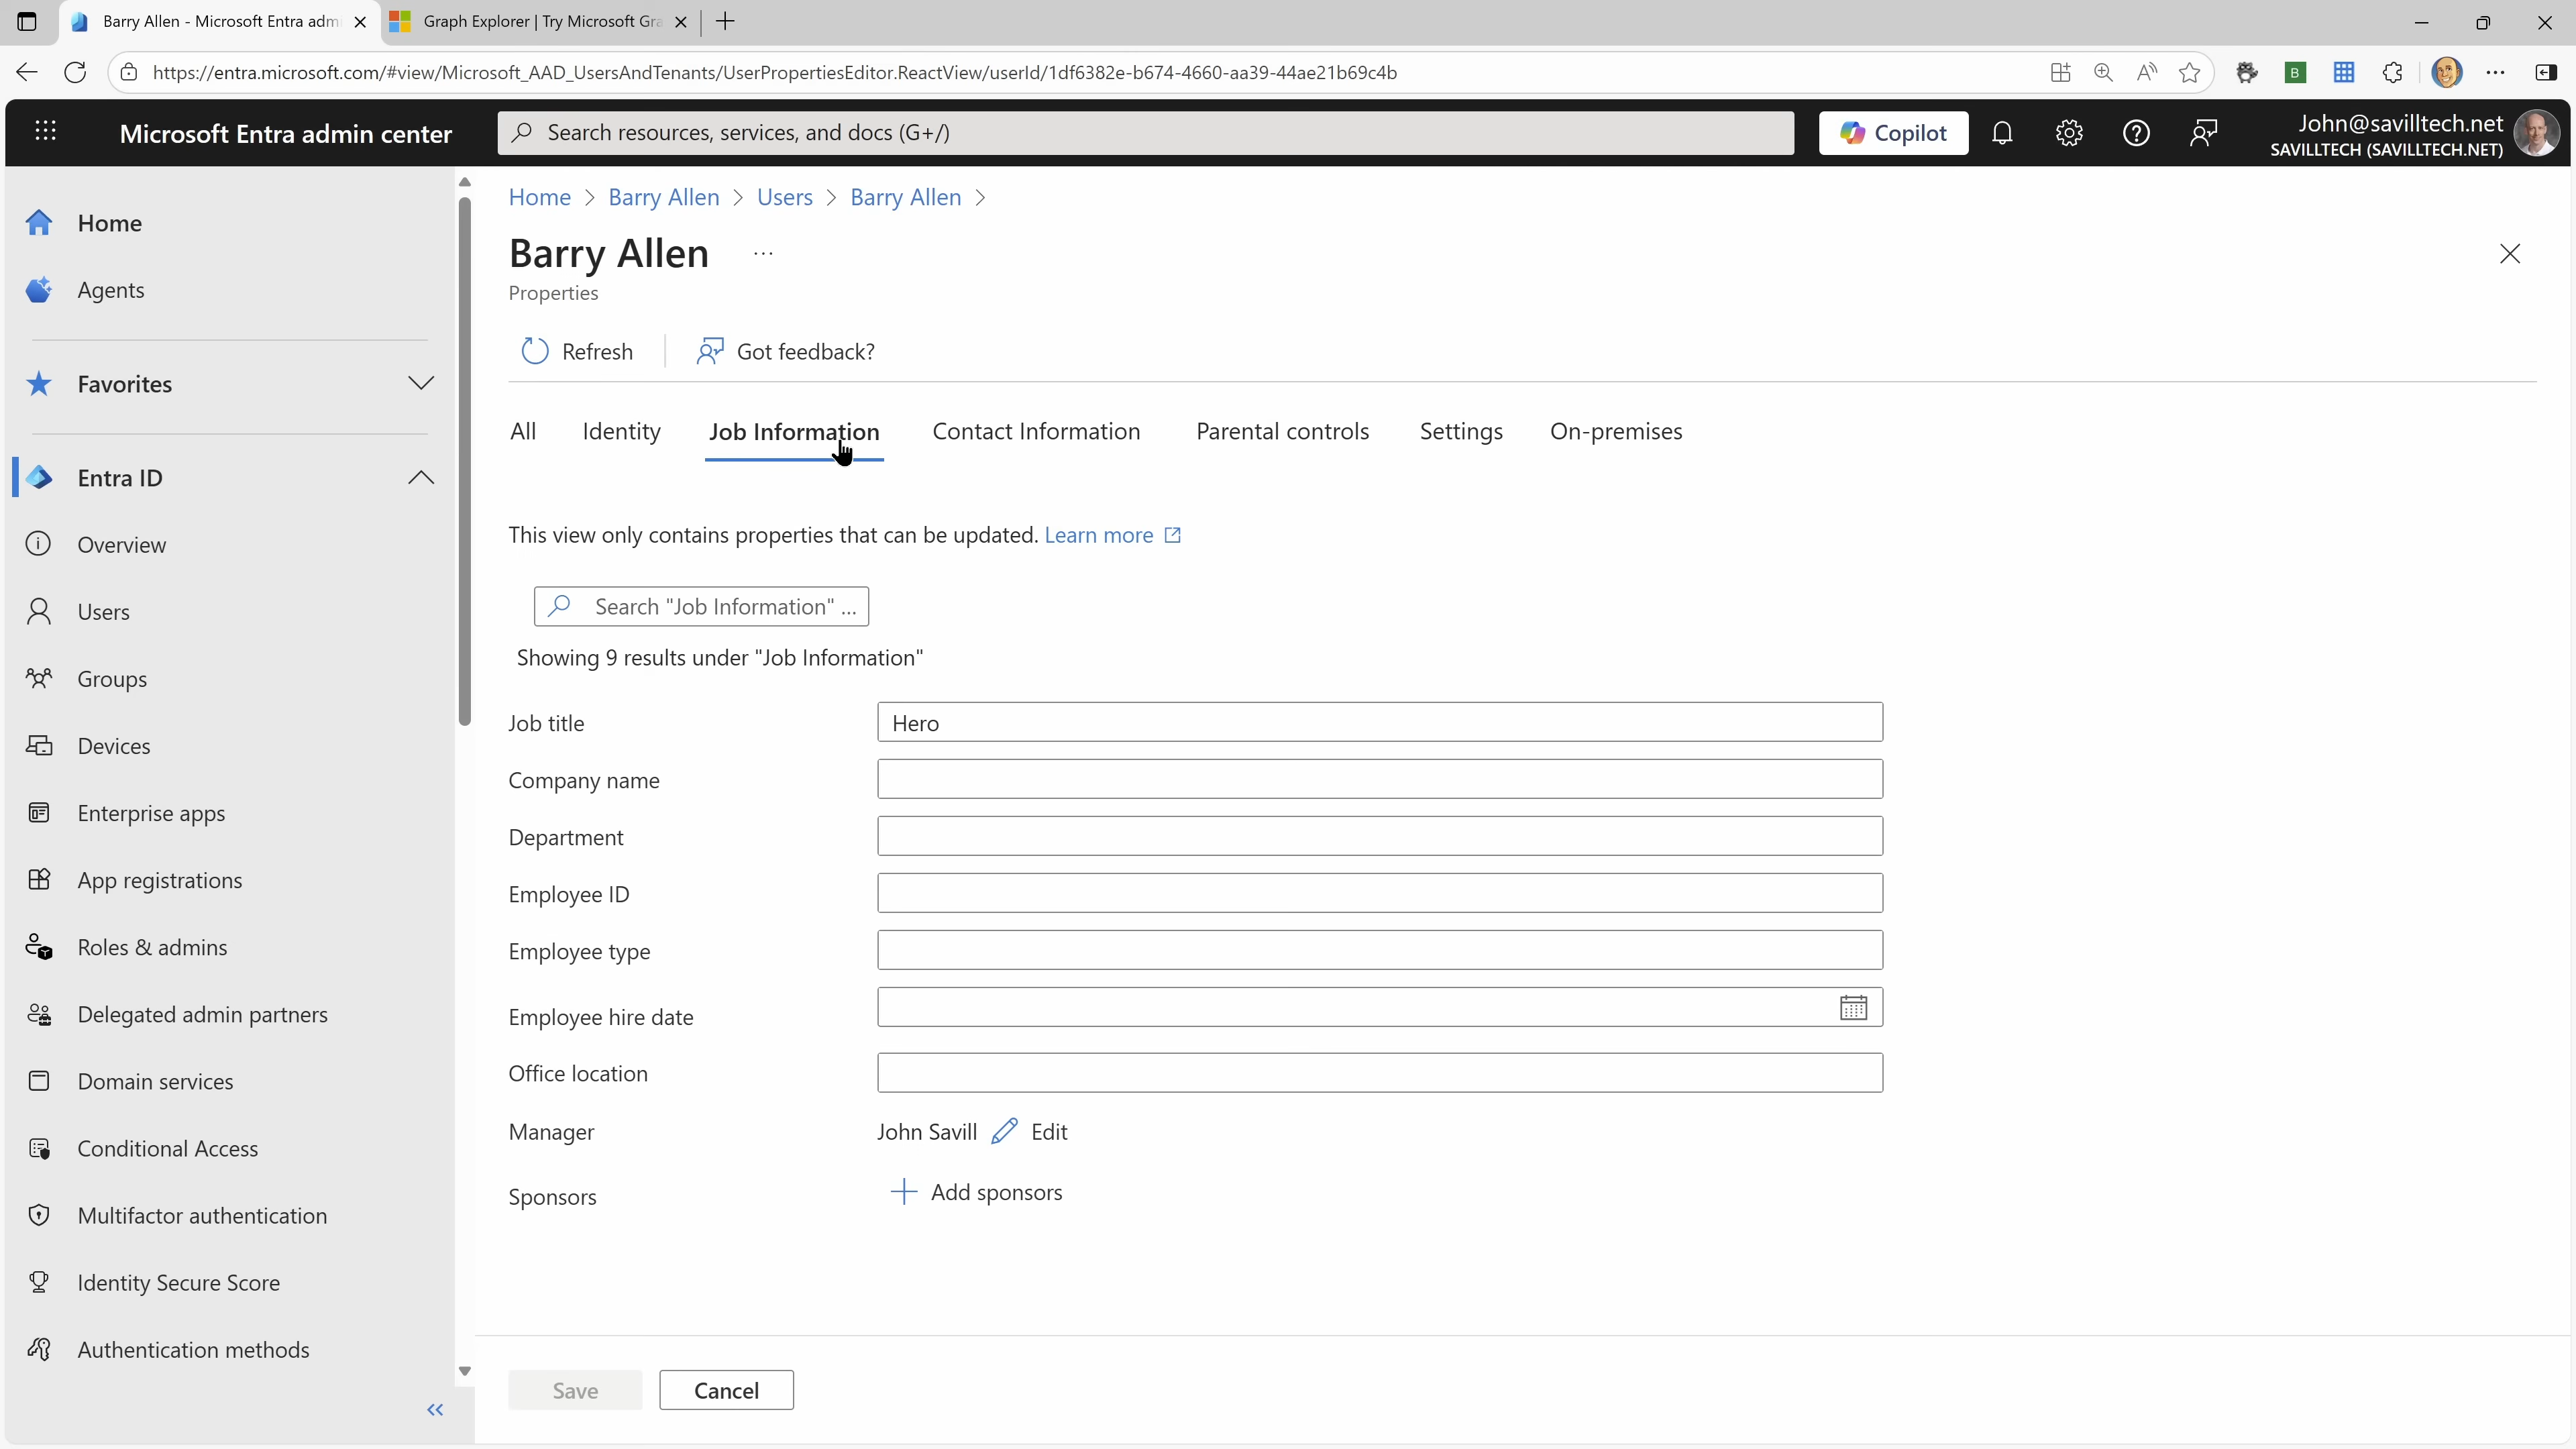 Barry Allen - Microsoft Entra adm
Graph Explorer | Try Microsoft Gra
https://entra.microsoft.com/#view/Microsoft_AAD_UsersAndTenants/UserPropertiesEditor.ReactView/userId/1df6382e-b674-4660-aa39-44ae21b69c4b
B
Microsoft Entra admin center
Search resources, services, and docs (G+/)
Copilot
John@savilltech.net
SAVILLTECH (SAVILLTECH.NET)
Home
Agents
Favorites
Entra ID
Overview
Users
Groups
Devices
Enterprise apps
App registrations
Roles & admins
Delegated admin partners
Domain services
Conditional Access
Multifactor authentication
Identity Secure Score
Authentication methods
Home > Barry Allen > Users > Barry Allen >
Barry Allen ...
Properties
Refresh
Got feedback?
All Identity Job Information Contact Information Parental controls Settings On-premises
This view only contains properties that can be updated. Learn more
Search "Job Information" ...
Showing 9 results under "Job Information"
Job title Hero
Company name
Department
Employee ID
Employee type
Employee hire date
Office location
Manager John Savill Edit
Sponsors Add sponsors
Save Cancel